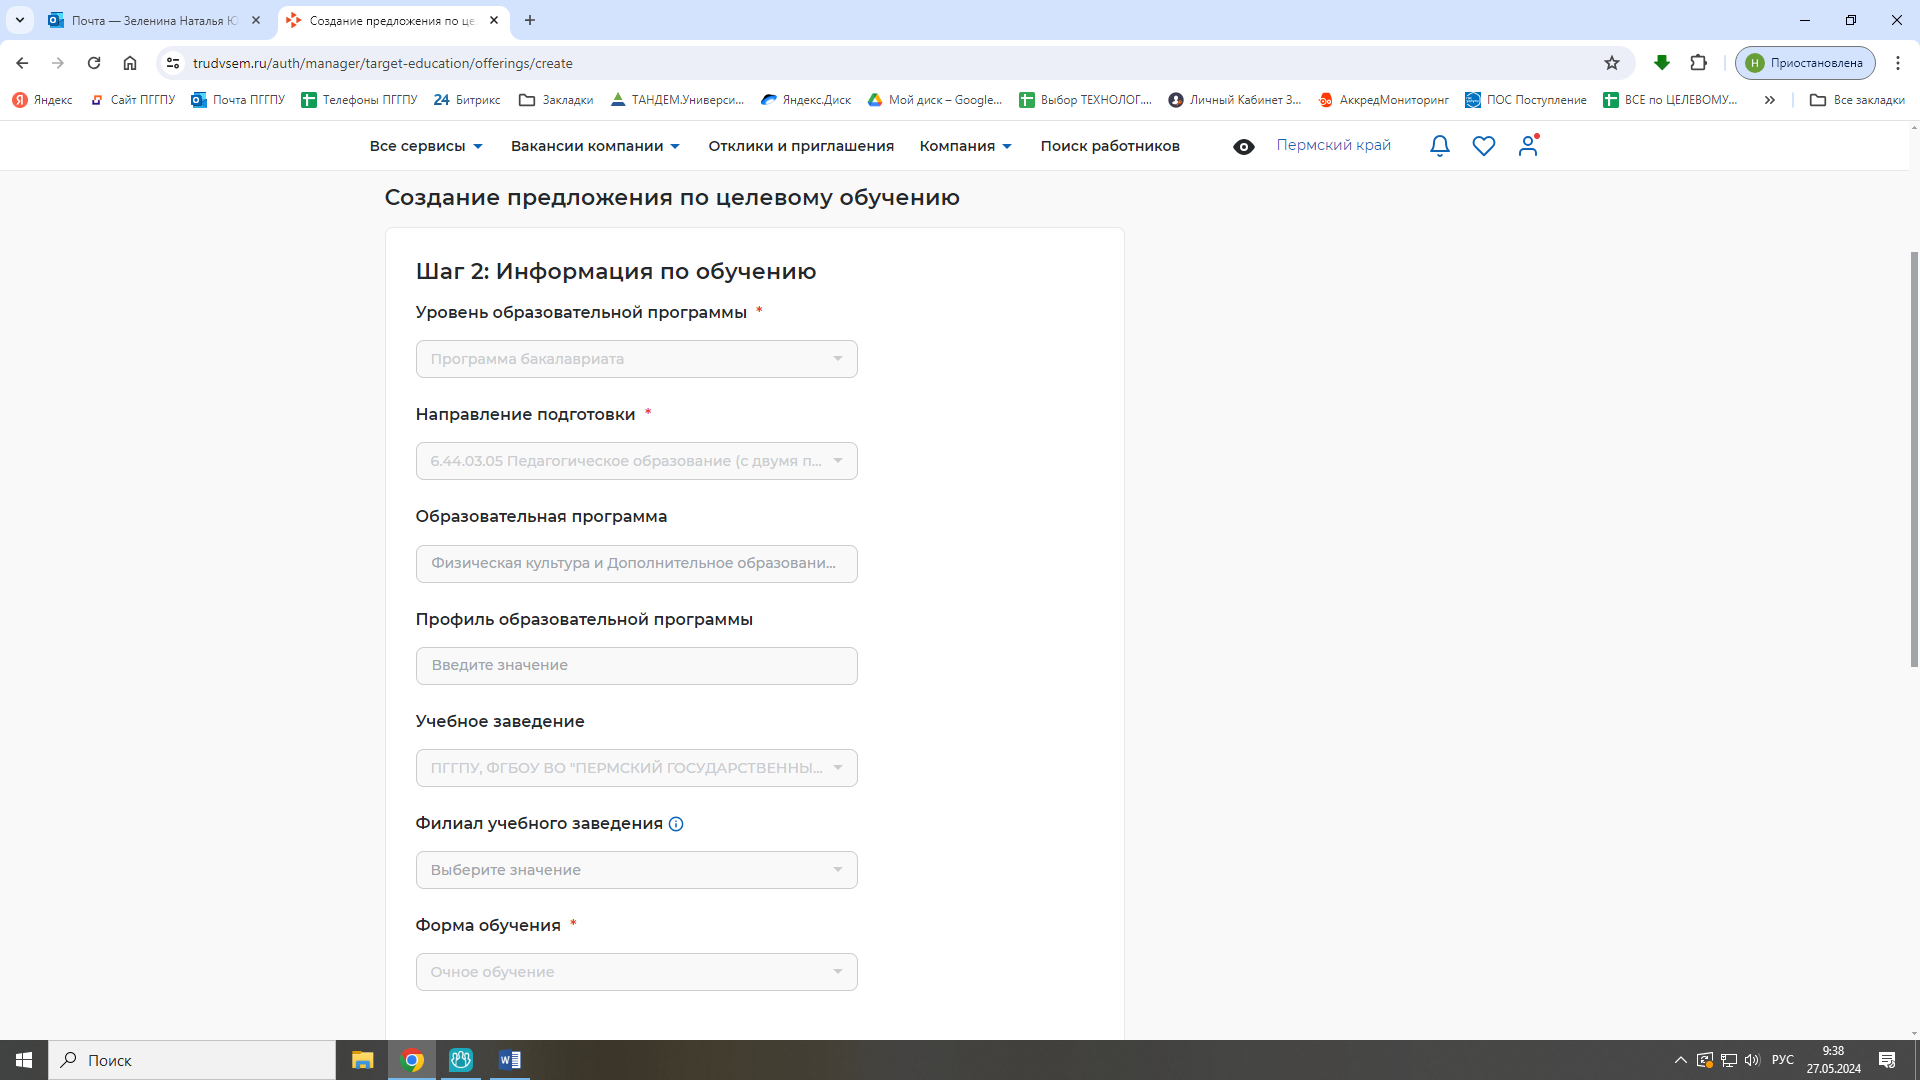 Почта — Зеленина Наталья Ю
Создание предложения по це
trudvsem.ru/auth/manager/target-education/offerings/create
Н Приостановлена
Яндекс Сайт ПГГПУ Почта ПГГПУ Телефоны ПГГПУ 24 Битрикс Закладки ТАНДЕМ.Универси... Яндекс.Диск Мой диск – Google... Выбор ТЕХНОЛОГ.... Личный Кабинет З... АккредМониторинг ПОС Поступление ВСЕ по ЦЕЛЕВОМУ... Все закладки
Все сервисы Вакансии компании Отклики и приглашения Компания Поиск работников Пермский край
Создание предложения по целевому обучению
Шаг 2: Информация по обучению
Уровень образовательной программы *
Программа бакалавриата
Направление подготовки *
6.44.03.05 Педагогическое образование (с двумя п...
Образовательная программа
Физическая культура и Дополнительное образовани...
Профиль образовательной программы
Введите значение
Учебное заведение
ПГГПУ, ФГБОУ ВО "ПЕРМСКИЙ ГОСУДАРСТВЕННЫ...
Филиал учебного заведения
Выберите значение
Форма обучения *
Очное обучение
Поиск
РУС
9:38
27.05.2024